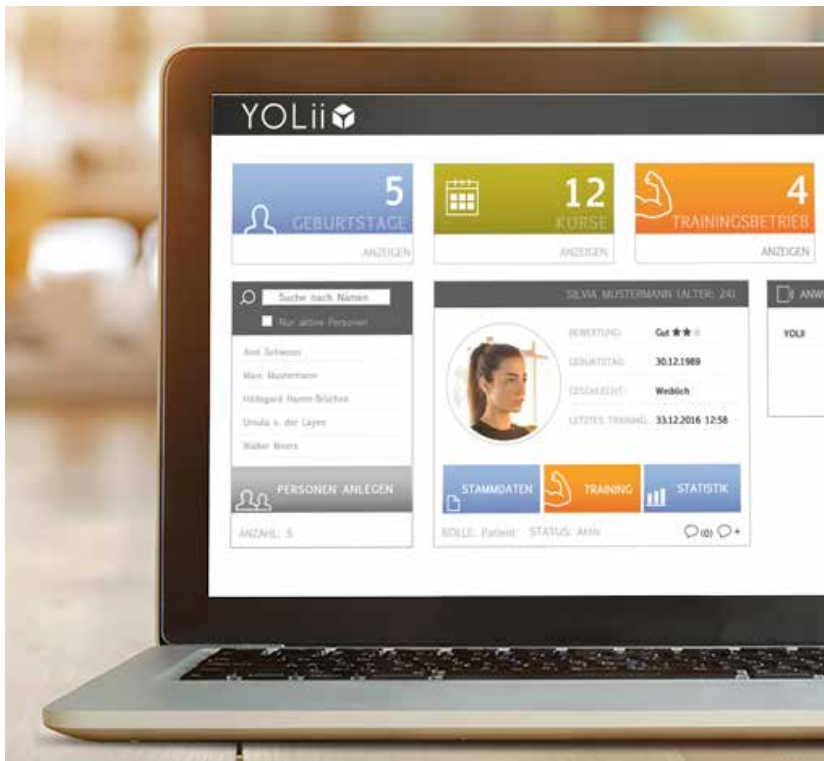 YOLii
5
GEBURTSTAGE
ANZEIGEN
12
KURSE
ANZEIGEN
4
TRAININGSBETRIEB
ANZEIGEN
Suche nach Namen
Nur aktive Personen
Axel Schweiss
Marc Mustermann
Hildegard Hamm-Brücher
Ursula v. der Layen
Walter Moers
PERSONEN ANLEGEN
ANZAHL: 5
SILVIA MUSTERMANN (ALTER: 24)
BEWERTUNG: Gut
GEBURTSTAG: 30.12.1989
GESCHLECHT: Weiblich
LETZTES TRAINING: 33.12.2016 12:58
STAMMDATEN
TRAINING
STATISTIK
ROLLE: Patient STATUS: Aktiv
(0) +
ANWE
YOLII